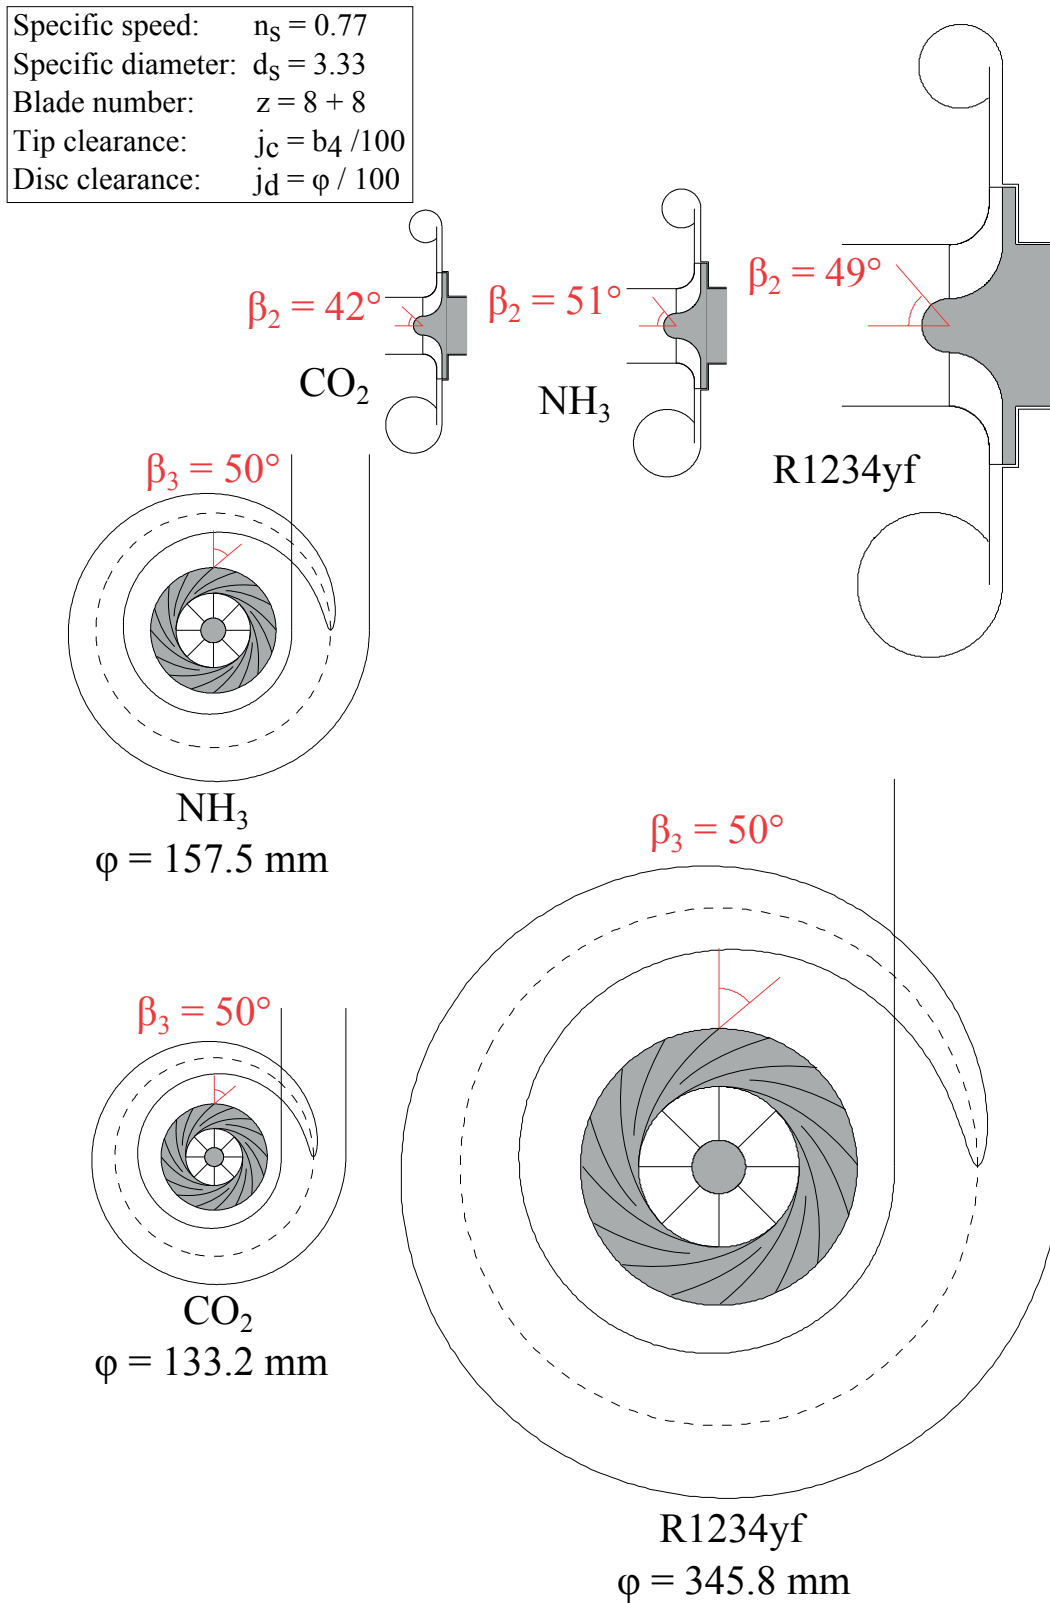 Specific speed: nS = 0.77
Specific diameter: dS = 3.33
Blade number: z = 8 + 8
Tip clearance: jc = b4 /100
Disc clearance: jd = φ / 100
β2 = 42°
CO2
β2 = 51°
NH3
β2 = 49°
R1234yf
β3 = 50°
NH3
φ = 157.5 mm
β3 = 50°
CO2
φ = 133.2 mm
β3 = 50°
R1234yf
φ = 345.8 mm